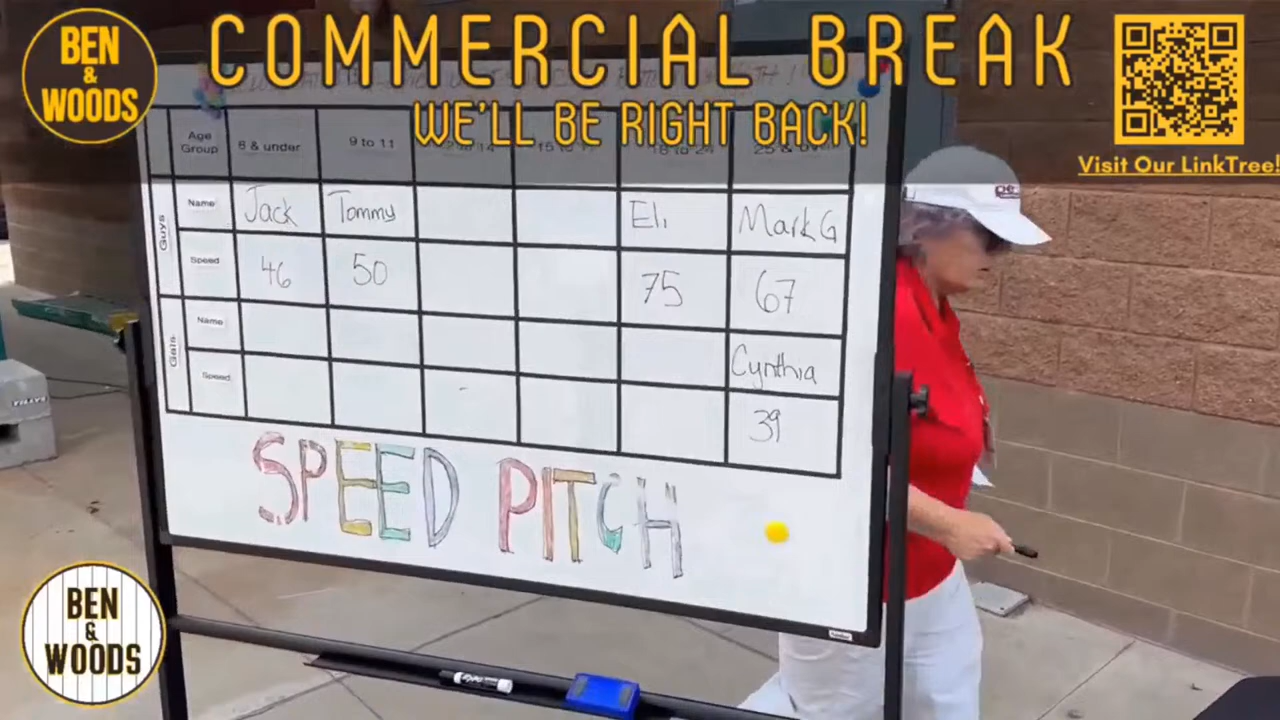 BEN
&
WOODS
COMMERCIAL BREAK
WE'LL BE RIGHT BACK!
Visit Our LinkTree!
Age Group 8 & under 9 to 11
Guys
Name Jack Tommy Eli Mark G
Speed 46 50 75 67
Gals
Name Cynthia
Speed 39
SPEED PITCH
BEN
&
WOODS